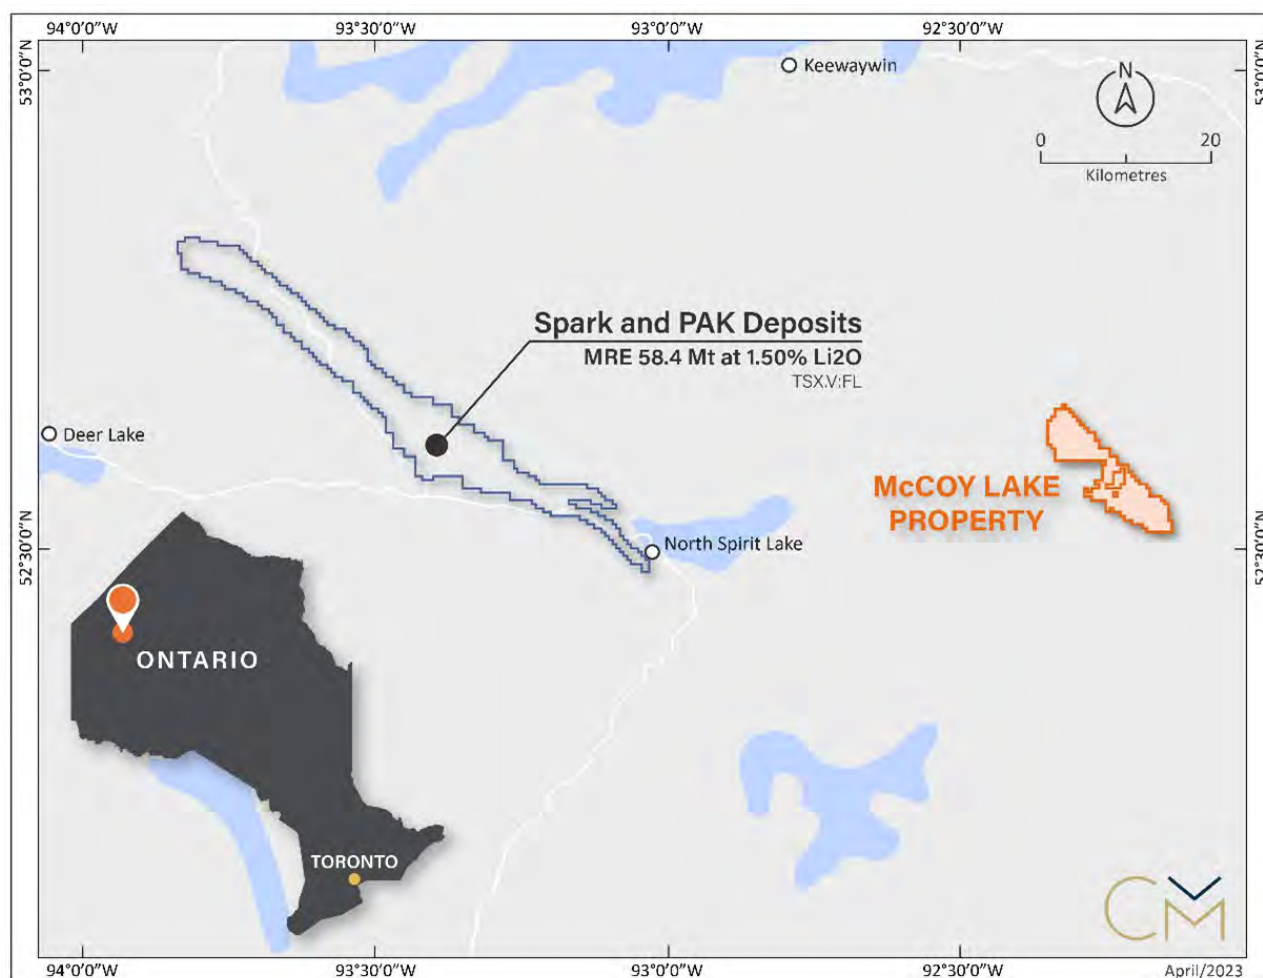 94°0'0"W 93°30'0"W 93°0'0"W 92°30'0"W
53°0'0"N
53°0'0"N
Keewaywin
N
0 20
Kilometres
Spark and PAK Deposits
MRE 58.4 Mt at 1.50% Li2O
TSX.V:FL
Deer Lake
McCOY LAKE
PROPERTY
North Spirit Lake
52°30'0"N
52°30'0"N
ONTARIO
TORONTO
CVM
94°0'0"W 93°30'0"W 93°0'0"W 92°30'0"W
April/2023